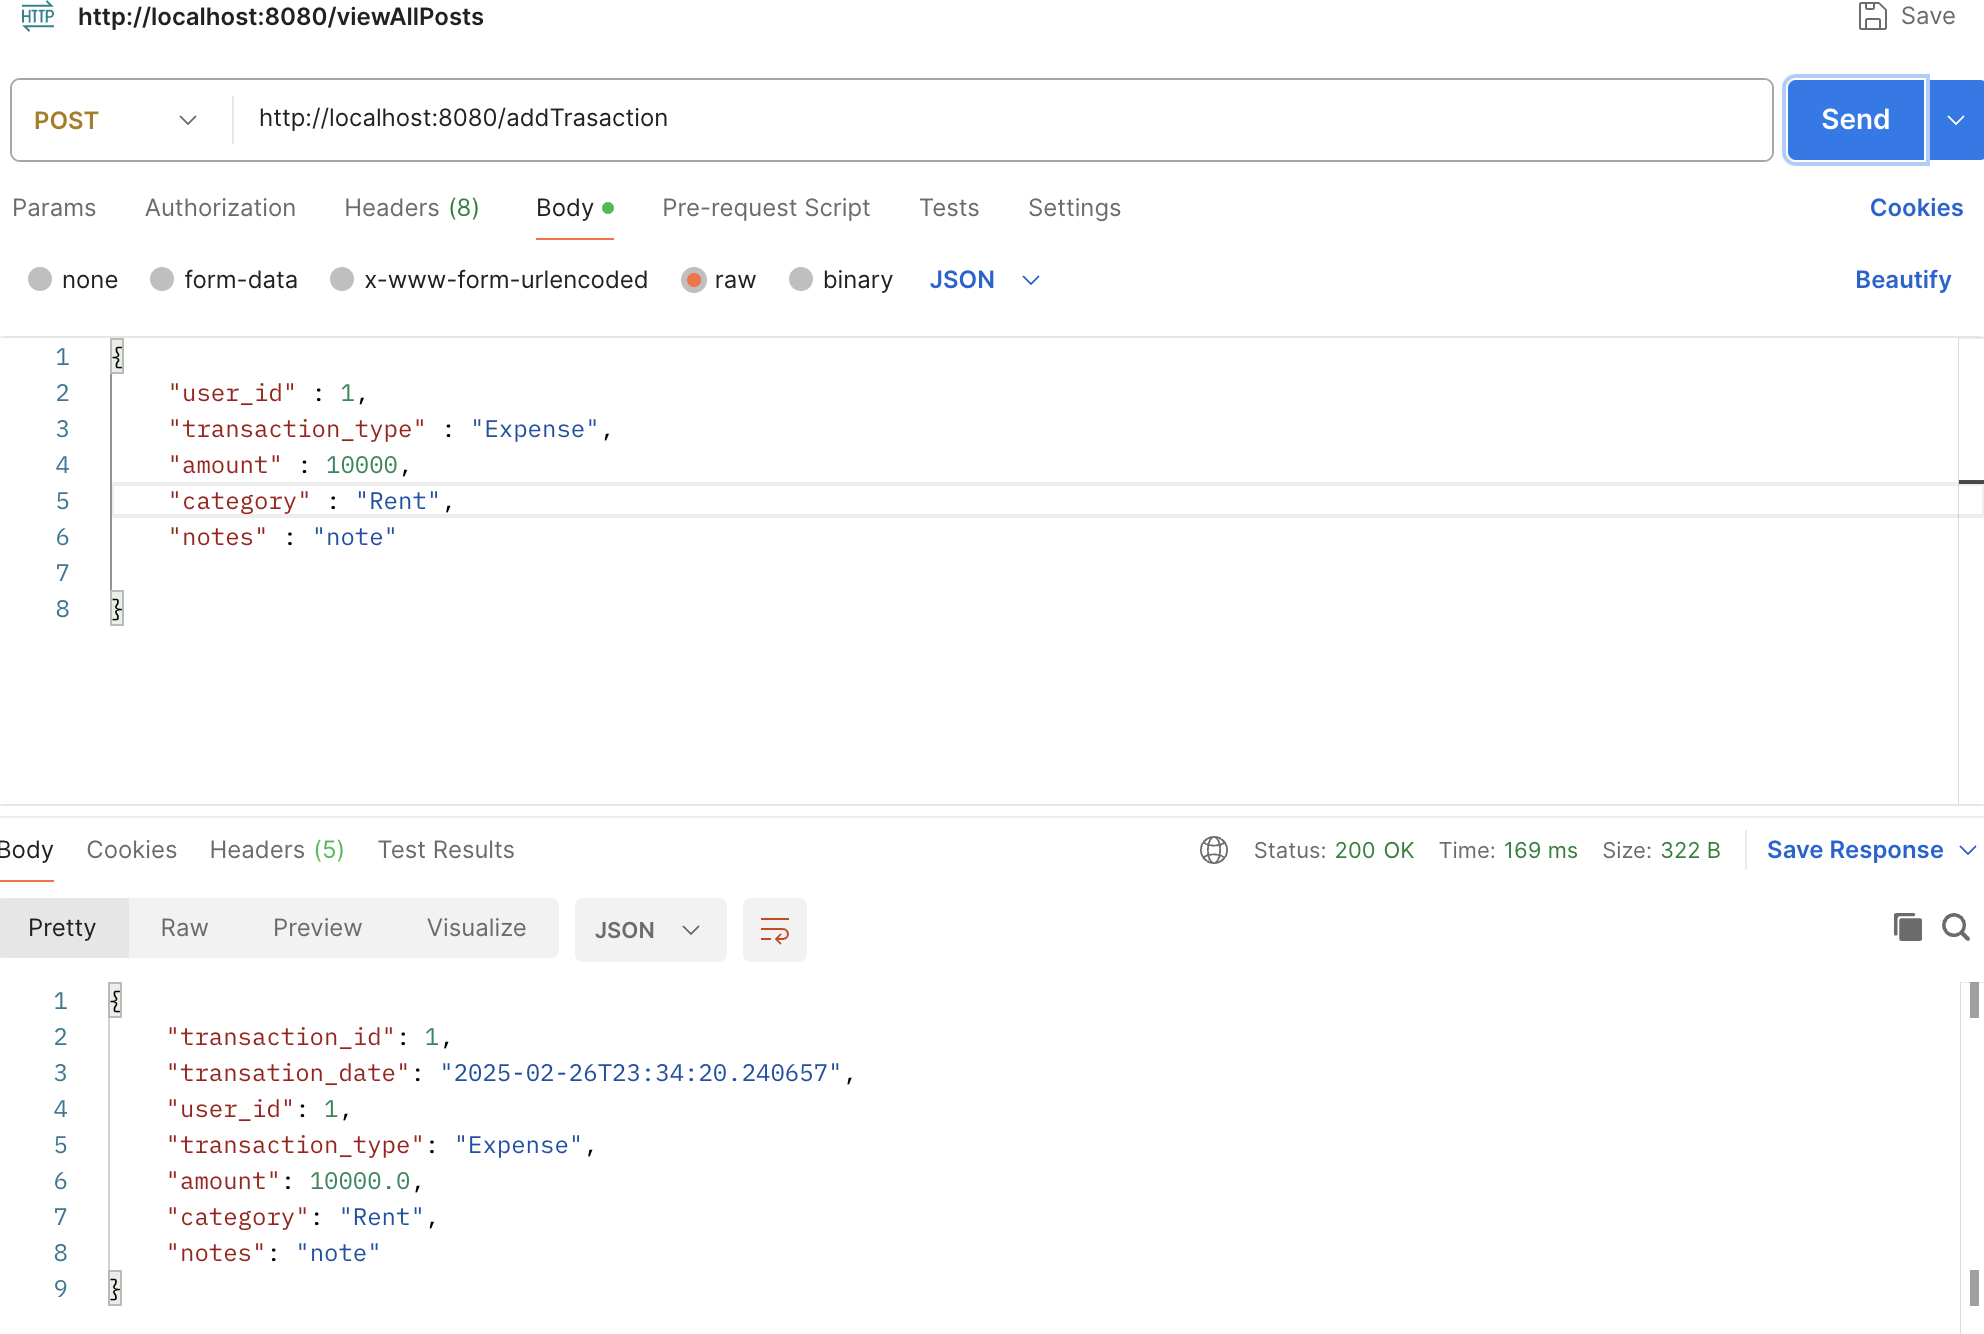 HTTP http://localhost:8080/viewAllPosts Save
POST http://localhost:8080/addTrasaction Send
Params Authorization Headers (8) Body Pre-request Script Tests Settings Cookies
none form-data x-www-form-urlencoded raw binary JSON Beautify
1 {
2 "user_id" : 1,
3 "transaction_type" : "Expense",
4 "amount" : 10000,
5 "category" : "Rent",
6 "notes" : "note"
7
8 }
Body Cookies Headers (5) Test Results Status: 200 OK Time: 169 ms Size: 322 B Save Response
Pretty Raw Preview Visualize JSON
1 {
2 "transaction_id": 1,
3 "transation_date": "2025-02-26T23:34:20.240657",
4 "user_id": 1,
5 "transaction_type": "Expense",
6 "amount": 10000.0,
7 "category": "Rent",
8 "notes": "note"
9 }